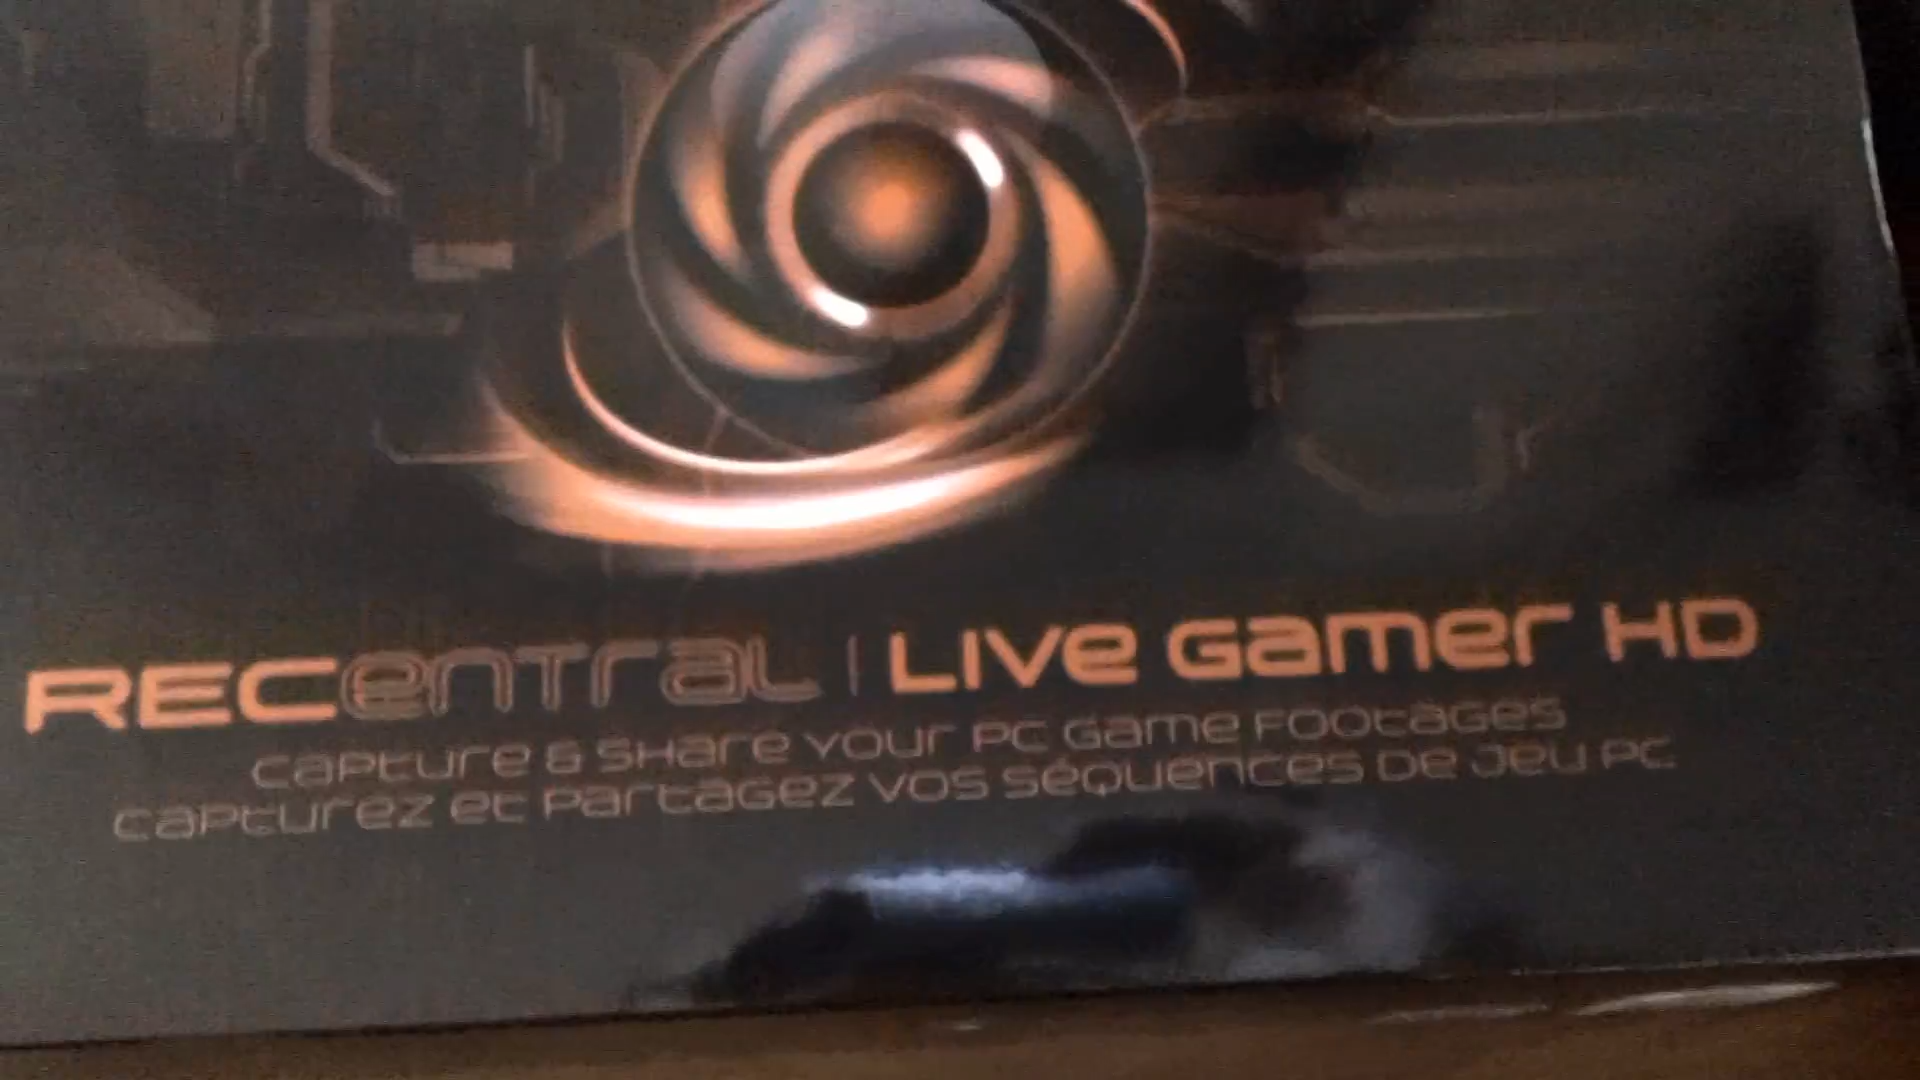 RECentral | LIVE Gamer HD
Capture & Share Your PC Game Footages
Capturez et partagez vos séquences de jeu PC